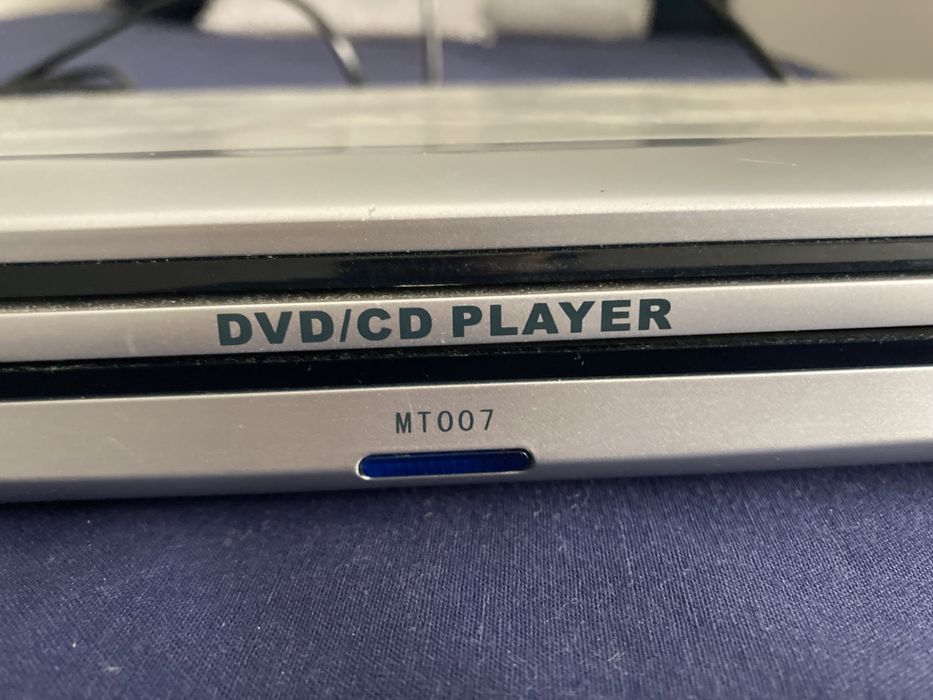 DVD/CD PLAYER
MT007